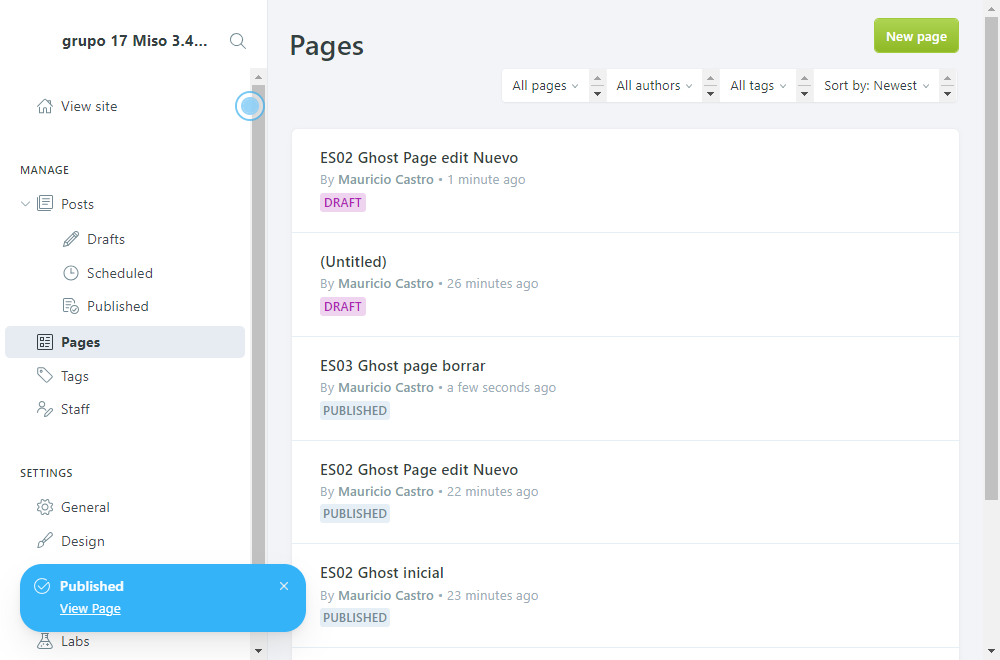 grupo 17 Miso 3.4...
View site
MANAGE
Posts
Drafts
Scheduled
Published
Pages
Tags
Staff
SETTINGS
General
Design
Published
View Page
Labs
Pages
New page
All pages
All authors
All tags
Sort by: Newest
ES02 Ghost Page edit Nuevo
By Mauricio Castro • 1 minute ago
DRAFT
(Untitled)
By Mauricio Castro • 26 minutes ago
DRAFT
ES03 Ghost page borrar
By Mauricio Castro • a few seconds ago
PUBLISHED
ES02 Ghost Page edit Nuevo
By Mauricio Castro • 22 minutes ago
PUBLISHED
ES02 Ghost inicial
By Mauricio Castro • 23 minutes ago
PUBLISHED